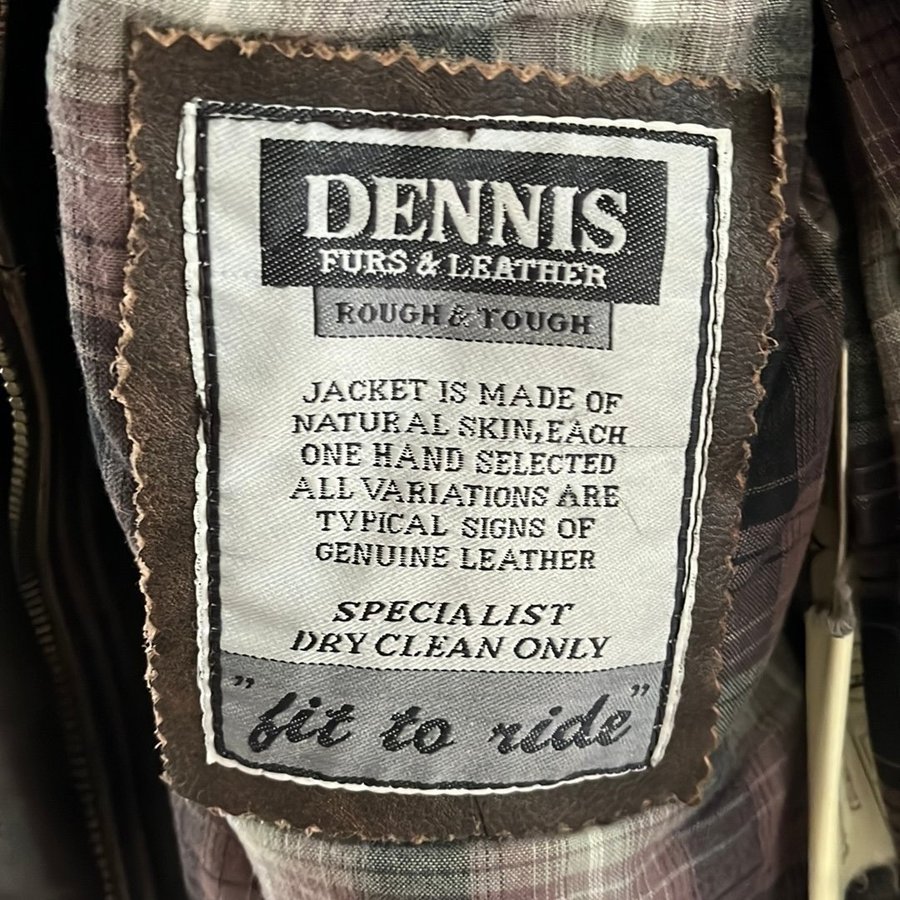 DENNIS
FURS & LEATHER
ROUGH & TOUGH
JACKET IS MADE OF
NATURAL SKIN,EACH
ONE HAND SELECTED
ALL VARIATIONS ARE
TYPICAL SIGNS OF
GENUINE LEATHER
SPECIALIST
DRY CLEAN ONLY
"fit to ride"